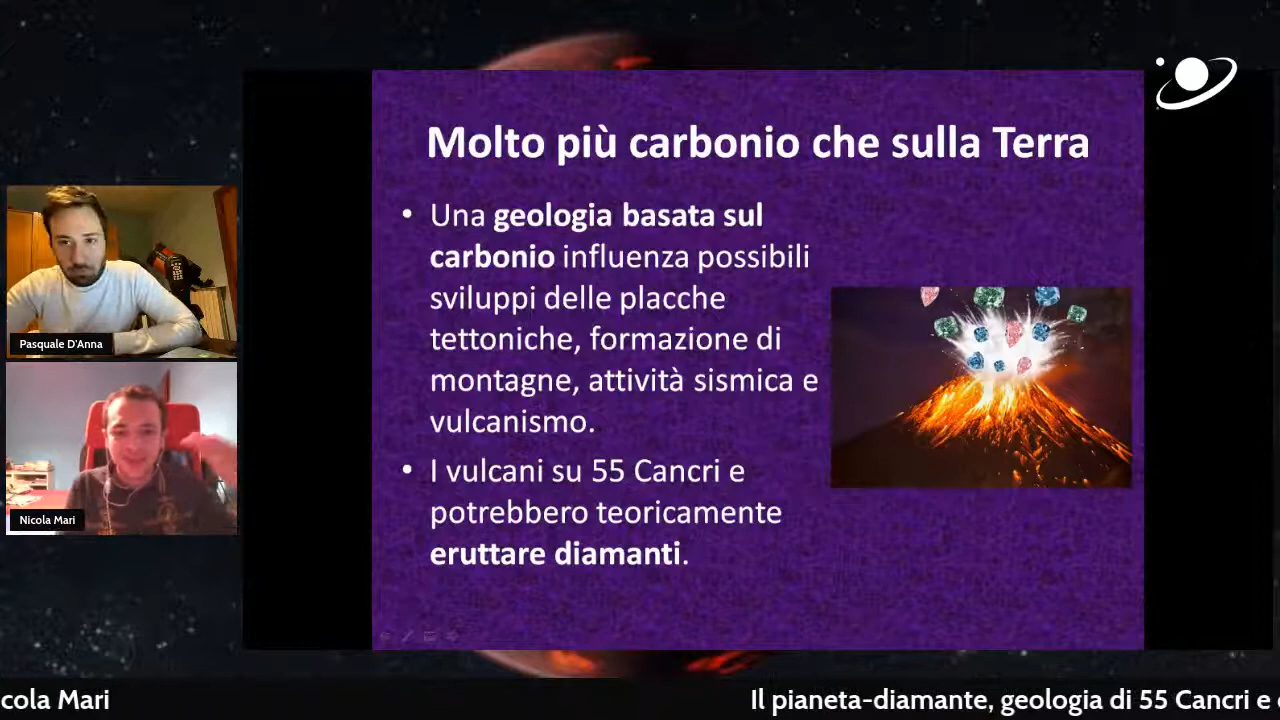 Molto più carbonio che sulla Terra
• Una geologia basata sul
carbonio influenza possibili
sviluppi delle placche
tettoniche, formazione di
montagne, attività sismica e
vulcanismo.
• I vulcani su 55 Cancri e
potrebbero teoricamente
eruttare diamanti.
Pasquale D'Anna
Nicola Mari
cola Mari
Il pianeta-diamante, geologia di 55 Cancri e